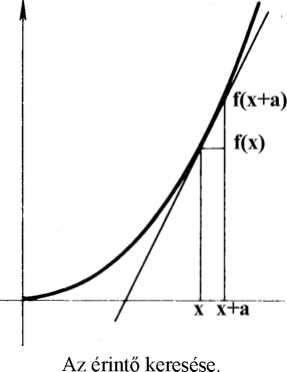 f(x+a)
f(x)
x x+a
Az érintő keresése.